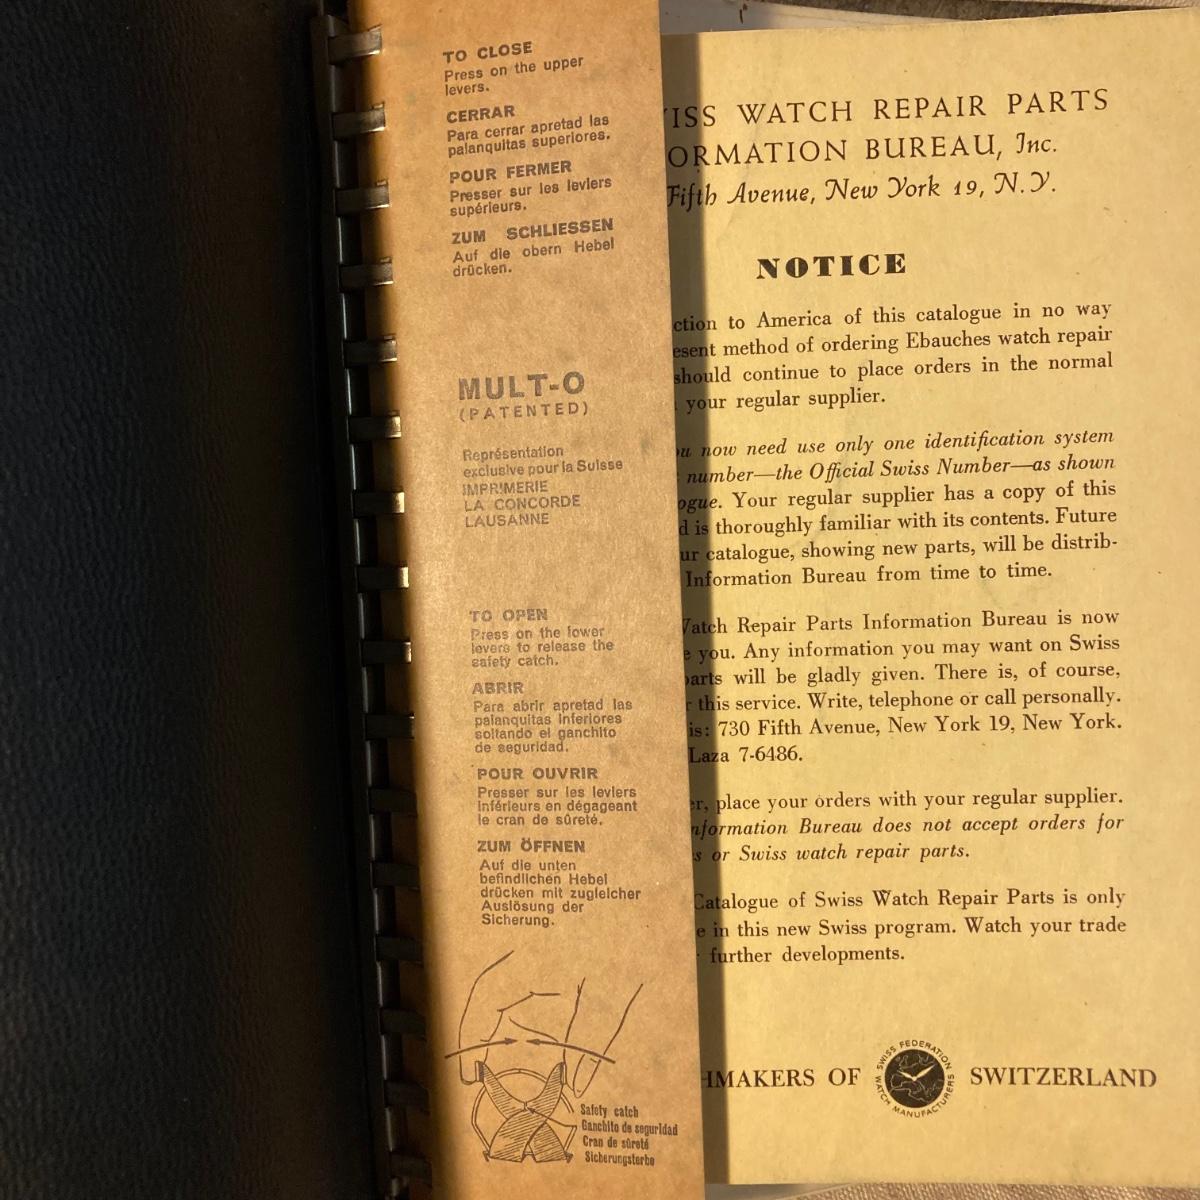 TO CLOSE
Press on the upper
levers.
CERRAR
Para cerrar apretad las
palanquitas superiores.
POUR FERMER
Presser sur les leviers
supérieurs.
ZUM SCHLIESSEN
Auf die obern Hebel
drücken.
MULT-O
(PATENTED)
Représentation
exclusive pour la Suisse
IMPRIMERIE
LA CONCORDE
LAUSANNE
TO OPEN
Press on the lower
levers to release the
safety catch.
ABRIR
Para abrir apretad las
palanquitas inferiores
soltando el ganchito
de seguridad.
POUR OUVRIR
Presser sur les leviers
inférieurs en dégageant
le cran de sûreté.
ZUM ÖFFNEN
Auf die unten
befindlichen Hebel
drücken mit zugleicher
Auslösung der
Sicherung.
Safety catch
Ganchito de seguridad
Cran de sûreté
Sicherungsterbe
ISS WATCH REPAIR PARTS
ORMATION BUREAU, Inc.
Fifth Avenue, New York 19, N.Y.
NOTICE
ction to America of this catalogue in no way
esent method of ordering Ebauches watch repair
should continue to place orders in the normal
your regular supplier.
u now need use only one identification system
number—the Official Swiss Number—as shown
ogue. Your regular supplier has a copy of this
d is thoroughly familiar with its contents. Future
ur catalogue, showing new parts, will be distrib-
Information Bureau from time to time.
Watch Repair Parts Information Bureau is now
e you. Any information you may want on Swiss
parts will be gladly given. There is, of course,
r this service. Write, telephone or call personally.
is: 730 Fifth Avenue, New York 19, New York.
Laza 7-6486.
er, place your orders with your regular supplier.
nformation Bureau does not accept orders for
s or Swiss watch repair parts.
Catalogue of Swiss Watch Repair Parts is only
e in this new Swiss program. Watch your trade
further developments.
HMAKERS OF SWITZERLAND
SWISS FEDERATION
WATCH MANUFACTURERS